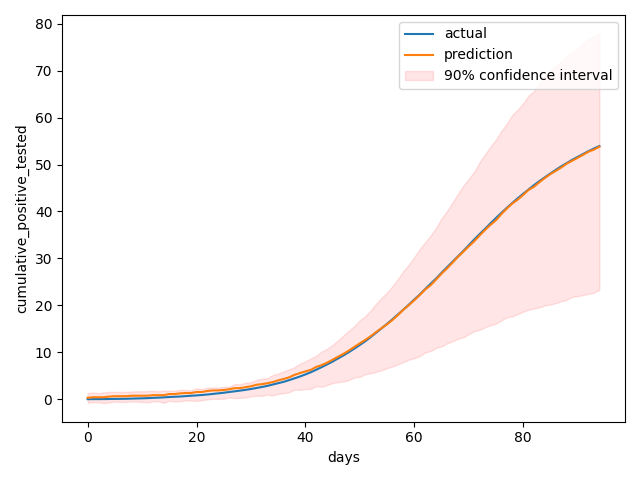 actual
prediction
90% confidence interval
80
70
60
50
40
30
20
10
0
cumulative_positive_tested
0 20 40 60 80
days